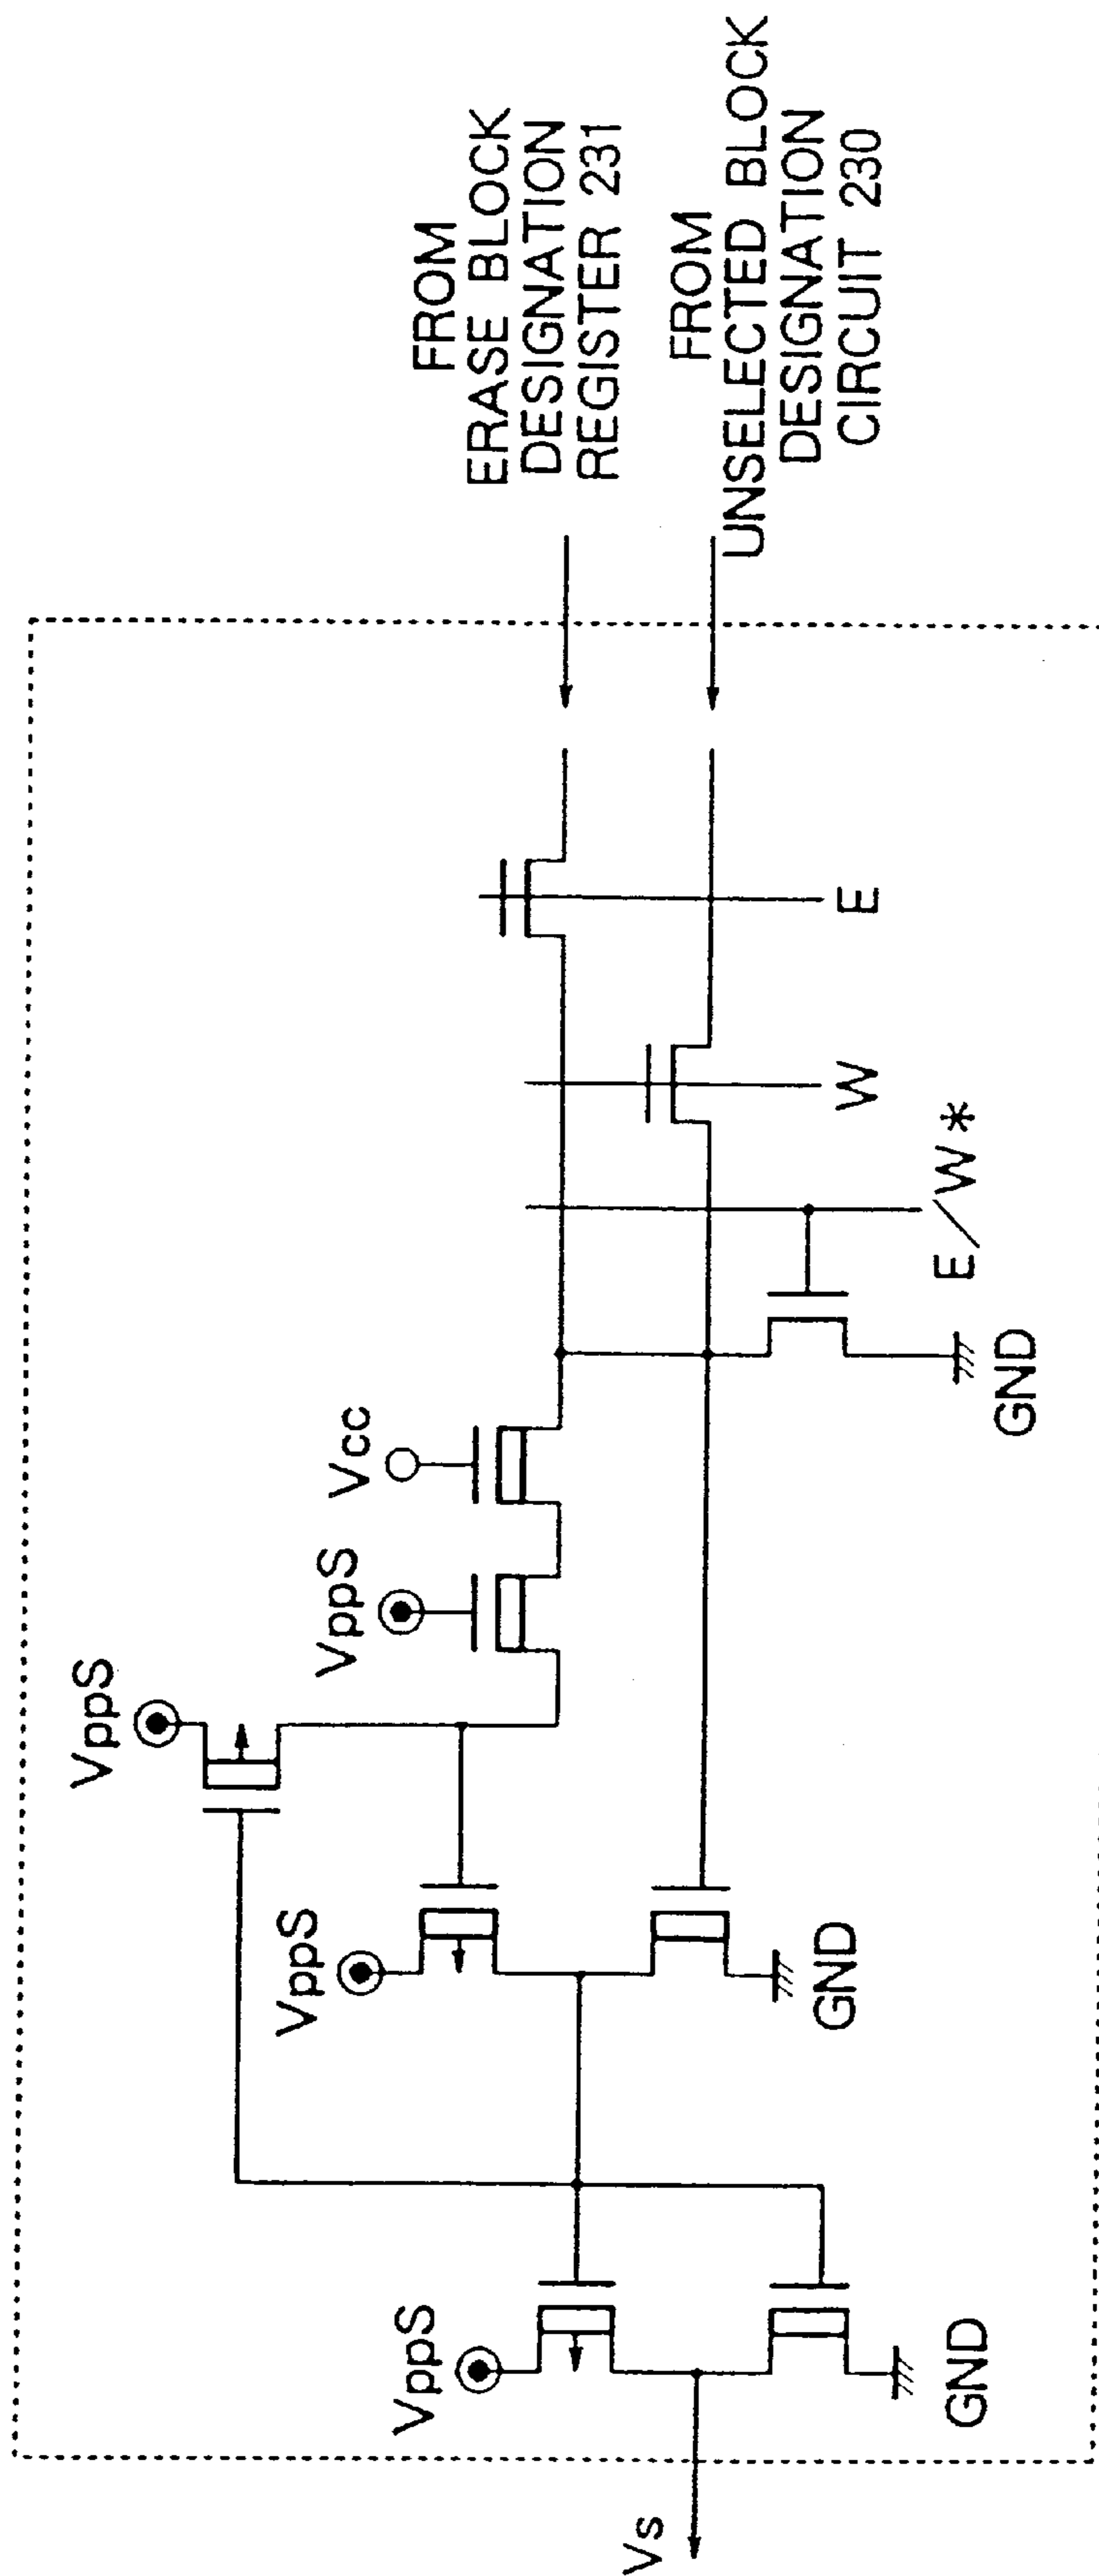 FROM
ERASE BLOCK
DESIGNATION
REGISTER 231
FROM
UNSELECTED BLOCK
DESIGNATION
CIRCUIT 230
VppS
VppS
Vcc
VppS
VppS
E
W
E/W*
GND
GND
GND
Vs